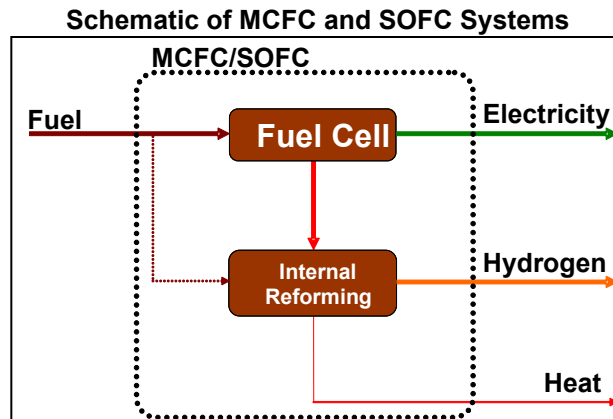 Schematic of MCFC and SOFC Systems
MCFC/SOFC
Fuel
Fuel Cell
Electricity
Internal
Reforming
Hydrogen
Heat